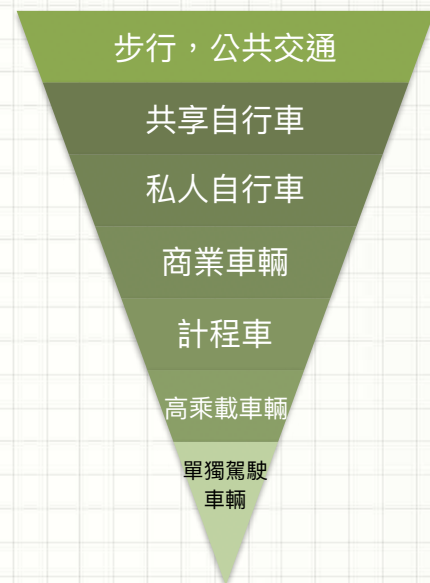 步行，公共交通
共享自行車
私人自行車
商業車輛
計程車
高乘載車輛
單獨駕駛
車輛